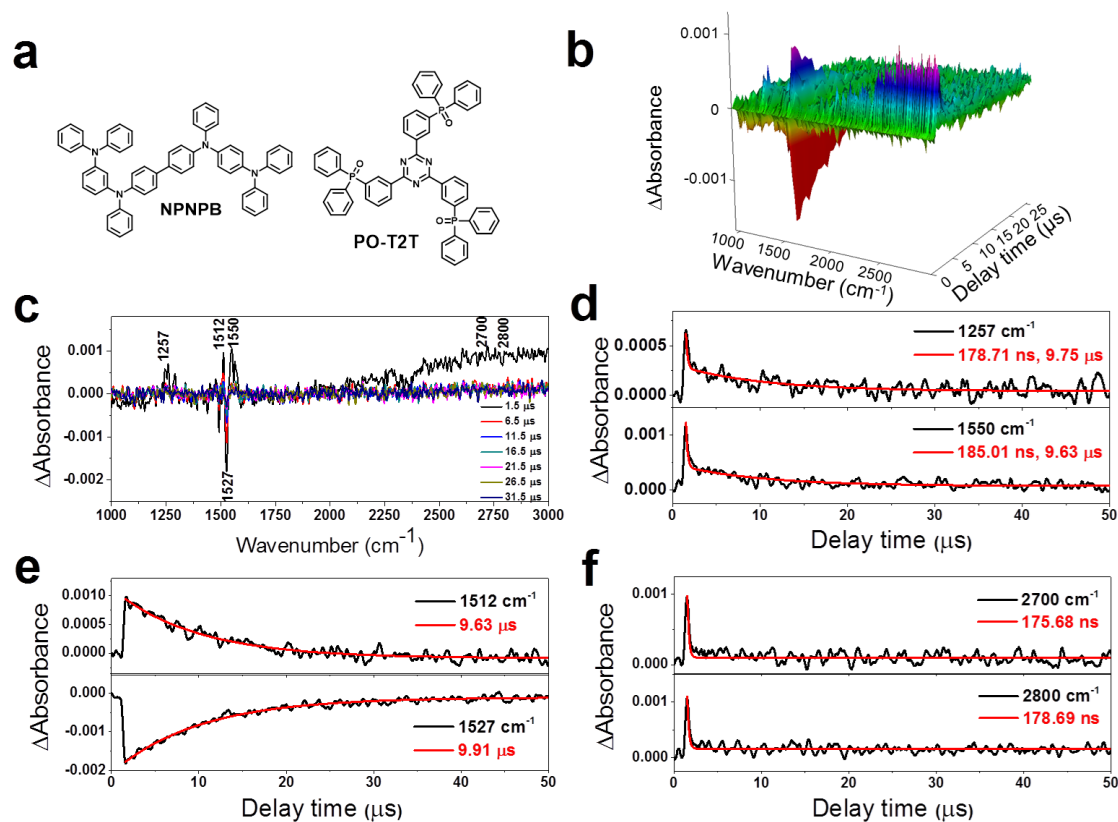 a
NPNPB
PO-T2T
N
N
N
N
N
N
N
P
O
P
O
P
O
b
ΔAbsorbance
0.001
0
-0.001
1000
1500
2000
2500
Wavenumber (cm⁻¹)
0
5
10
15
20
25
Delay time (µs)
c
ΔAbsorbance
0.001
0.000
-0.001
-0.002
1257
1512
1550
2700
2800
1527
1.5 µs
6.5 µs
11.5 µs
16.5 µs
21.5 µs
26.5 µs
31.5 µs
1000 1250 1500 1750 2000 2250 2500 2750 3000
Wavenumber (cm⁻¹)
d
ΔAbsorbance
0.0005
0.0000
1257 cm⁻¹
178.71 ns, 9.75 µs
0.001
0.000
1550 cm⁻¹
185.01 ns, 9.63 µs
0 10 20 30 40 50
Delay time (µs)
e
ΔAbsorbance
0.0010
0.0005
0.0000
1512 cm⁻¹
9.63 µs
0.000
-0.001
-0.002
1527 cm⁻¹
9.91 µs
0 10 20 30 40 50
Delay time (µs)
f
ΔAbsorbance
0.001
0.000
2700 cm⁻¹
175.68 ns
0.001
0.000
2800 cm⁻¹
178.69 ns
0 10 20 30 40 50
Delay time (µs)